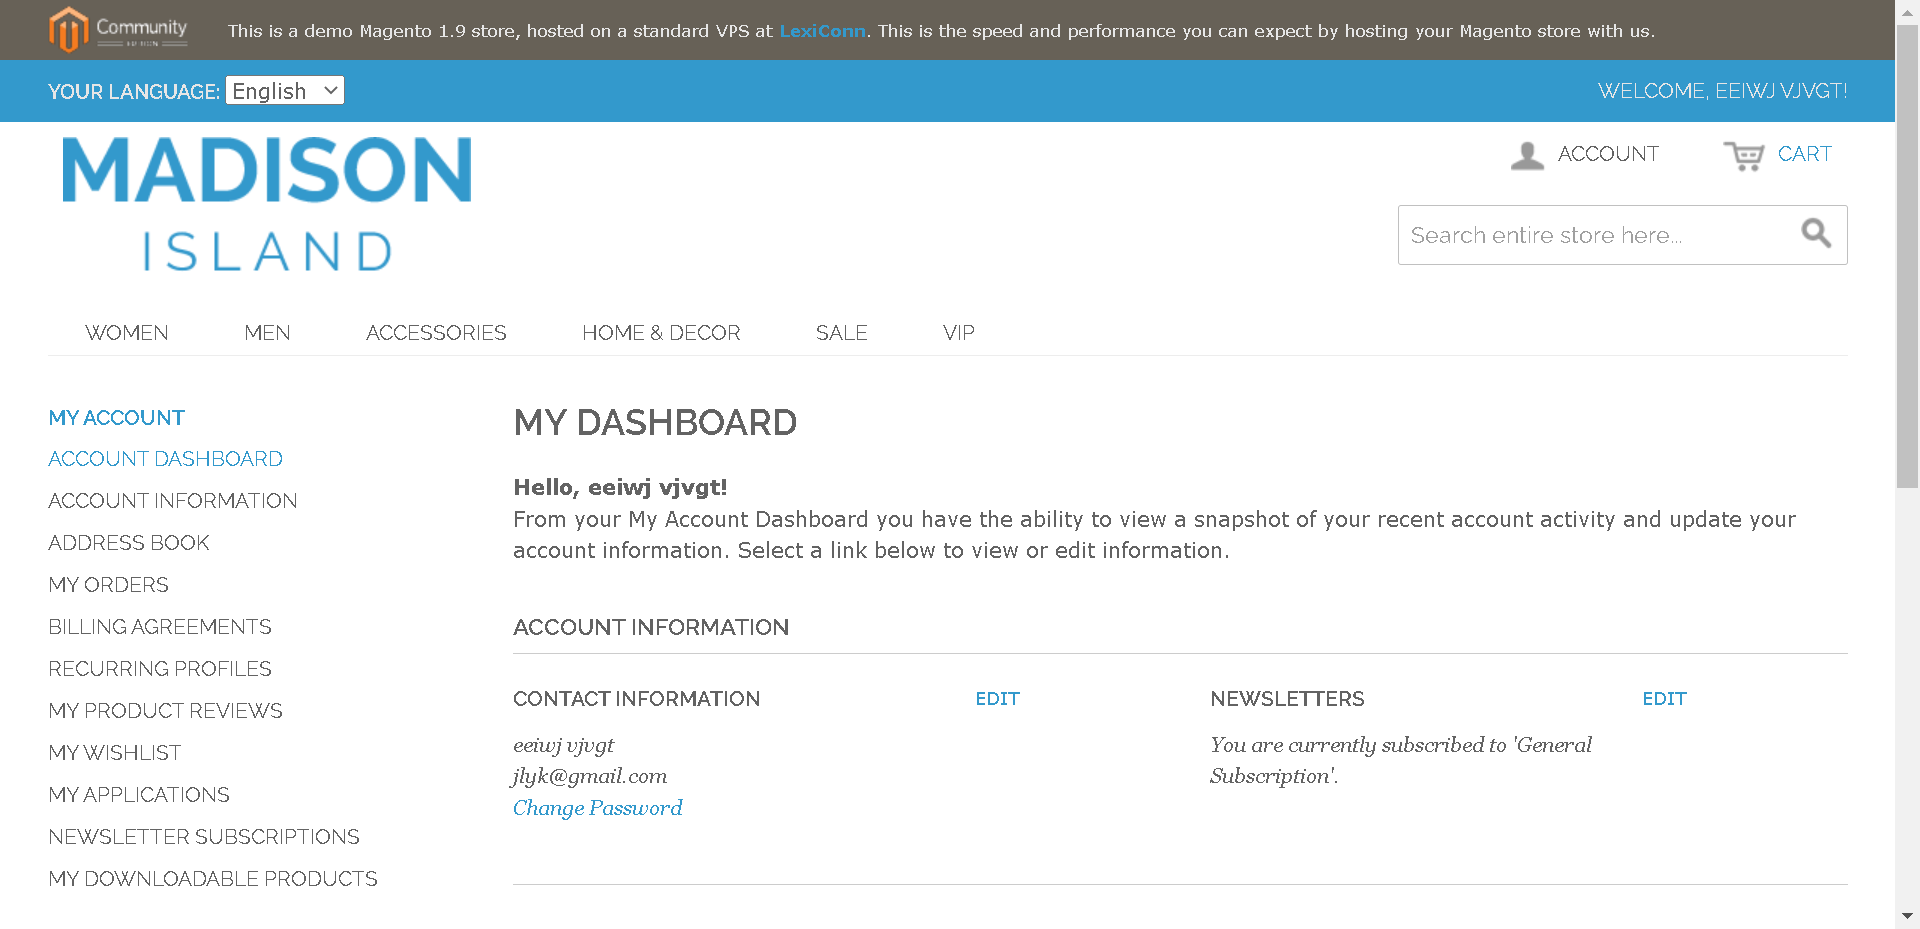 Community
This is a demo Magento 1.9 store, hosted on a standard VPS at LexiConn. This is the speed and performance you can expect by hosting your Magento store with us.
YOUR LANGUAGE: English
WELCOME, EEIWJ VJVGT!
MADISON
ISLAND
ACCOUNT
CART
Search entire store here...
WOMEN
MEN
ACCESSORIES
HOME & DECOR
SALE
VIP
MY ACCOUNT
ACCOUNT DASHBOARD
ACCOUNT INFORMATION
ADDRESS BOOK
MY ORDERS
BILLING AGREEMENTS
RECURRING PROFILES
MY PRODUCT REVIEWS
MY WISHLIST
MY APPLICATIONS
NEWSLETTER SUBSCRIPTIONS
MY DOWNLOADABLE PRODUCTS
MY DASHBOARD
Hello, eeiwj vjvgt!
From your My Account Dashboard you have the ability to view a snapshot of your recent account activity and update your
account information. Select a link below to view or edit information.
ACCOUNT INFORMATION
CONTACT INFORMATION
EDIT
eeiwj vjvgt
jlyk@gmail.com
Change Password
NEWSLETTERS
EDIT
You are currently subscribed to 'General
Subscription'.